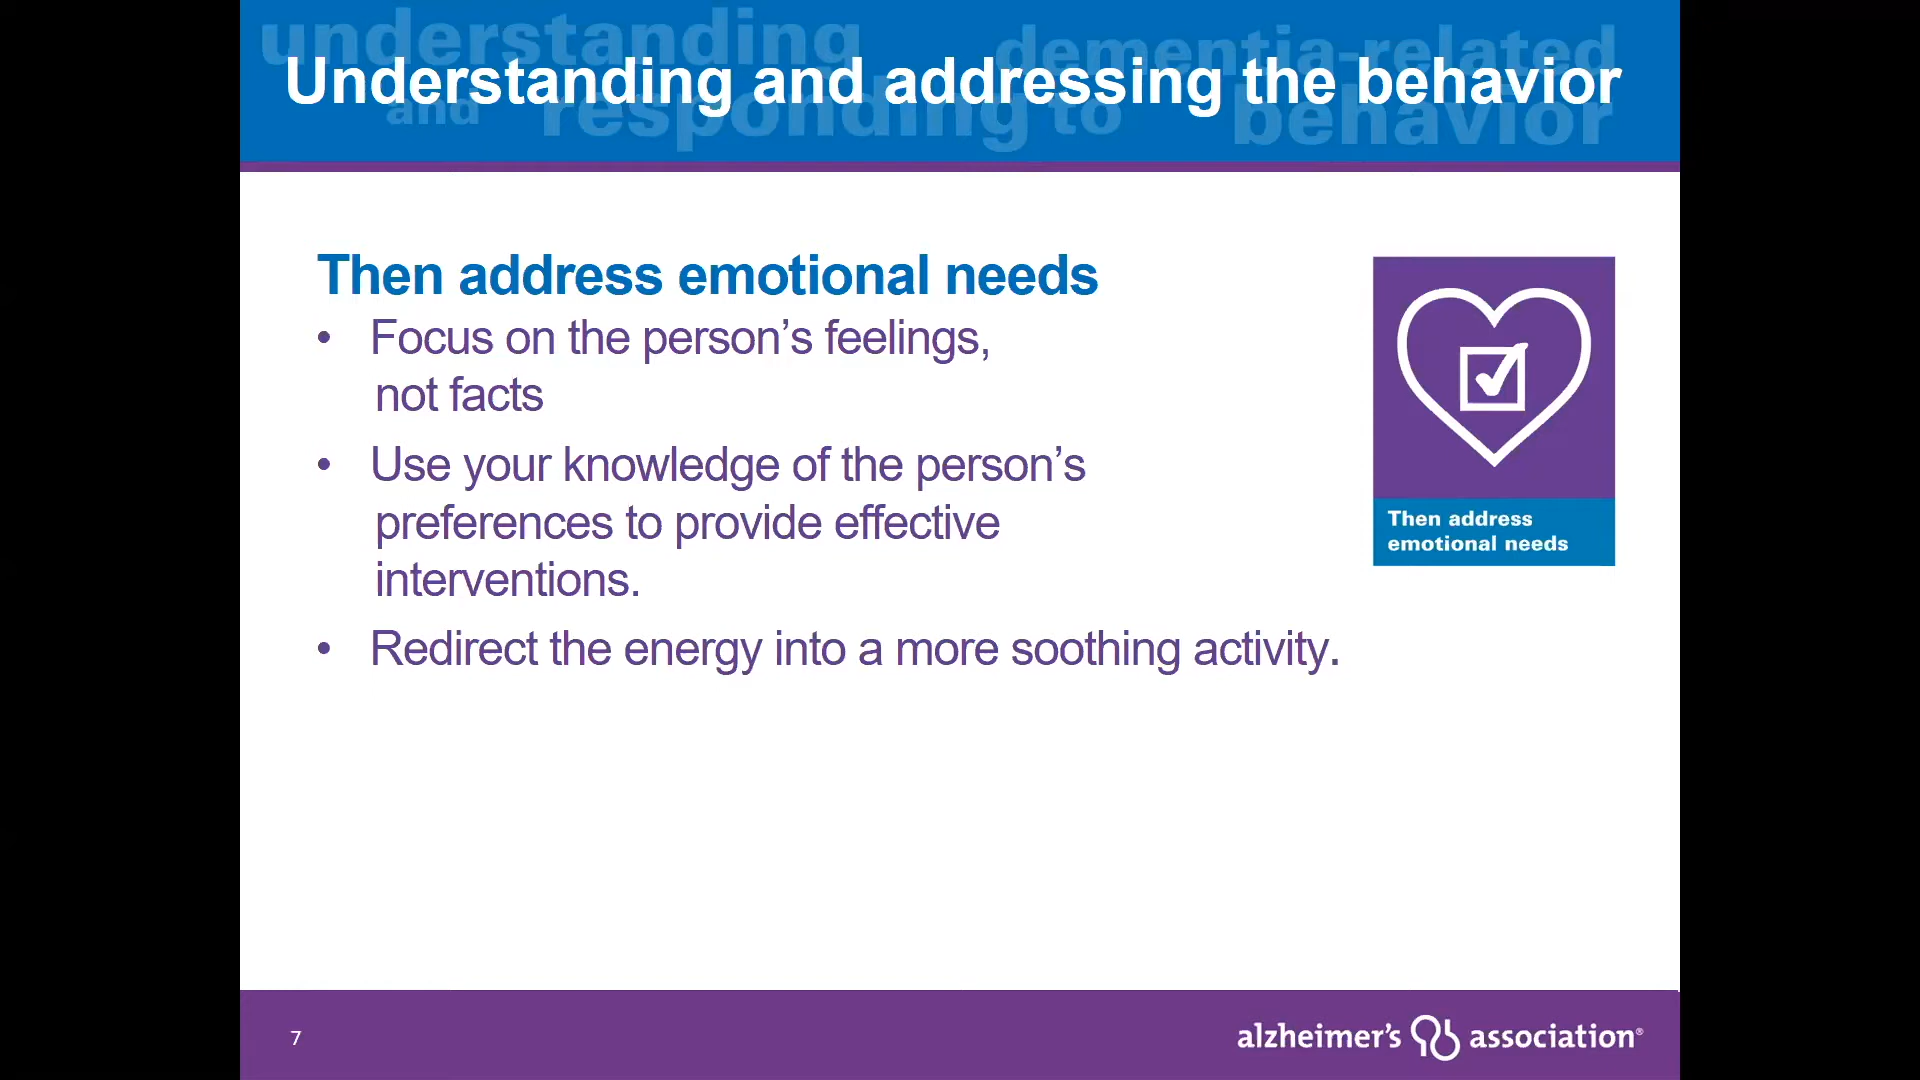 understanding dementia-related
and responding to behavior
Understanding and addressing the behavior
Then address emotional needs
• Focus on the person’s feelings,
not facts
• Use your knowledge of the person’s
preferences to provide effective
interventions.
• Redirect the energy into a more soothing activity.
Then address
emotional needs
7
alzheimer’s association®